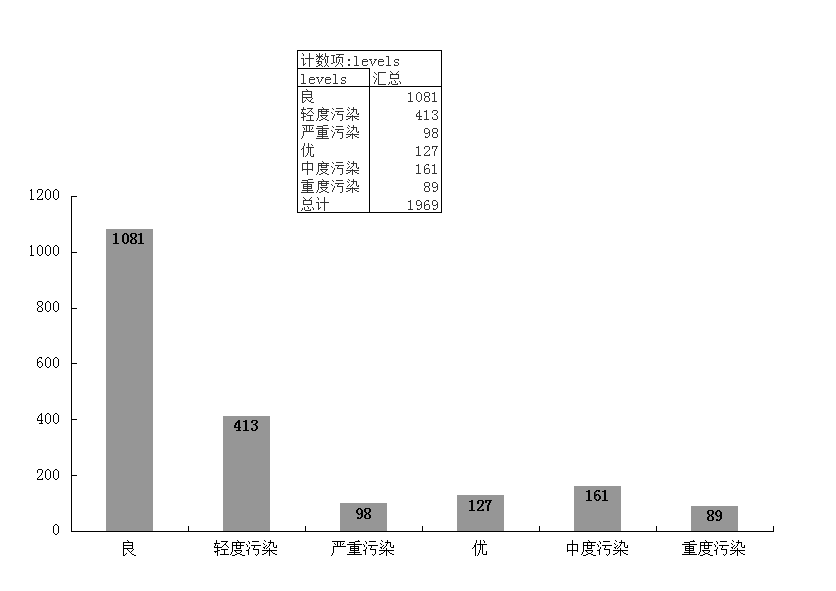 计数项:levels
levels 汇总
良 1081
轻度污染 413
严重污染 98
优 127
中度污染 161
重度污染 89
总计 1969
1200
1000
800
600
400
200
0
1081
413
98
127
161
89
良 轻度污染 严重污染 优 中度污染 重度污染